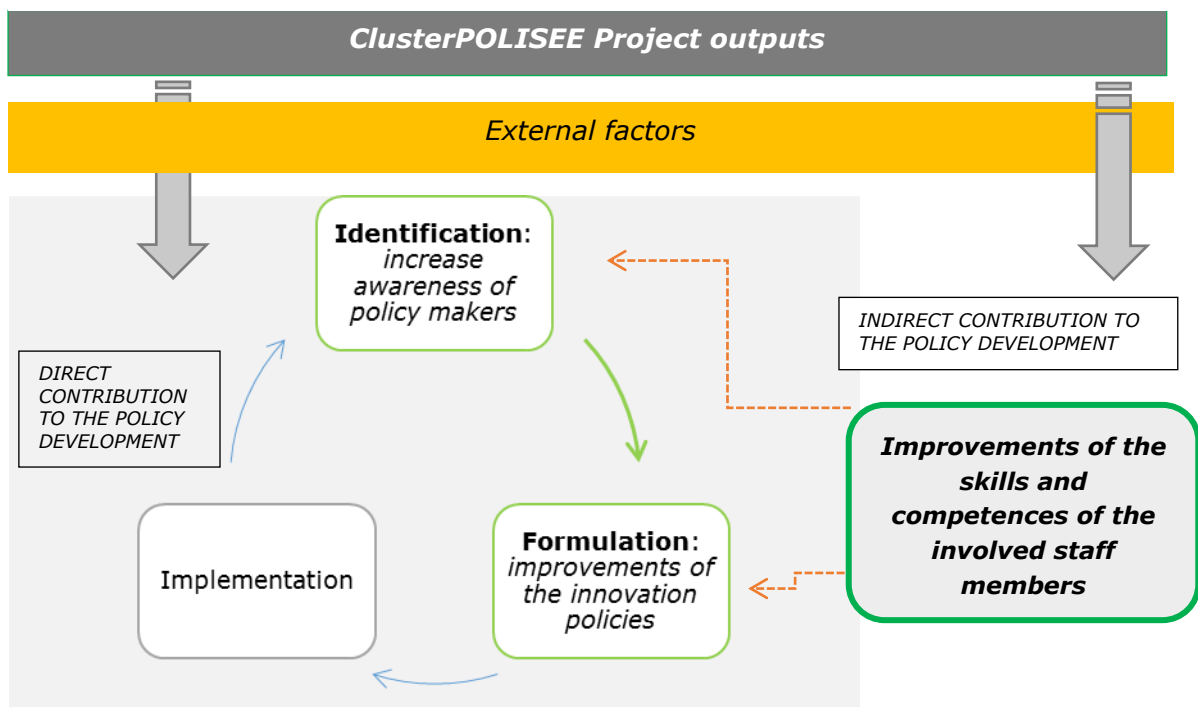 ClusterPOLISEE Project outputs
External factors
Identification:
increase
awareness of
policy makers
INDIRECT CONTRIBUTION TO
THE POLICY DEVELOPMENT
DIRECT
CONTRIBUTION
TO THE POLICY
DEVELOPMENT
Improvements of the
skills and
competences of the
involved staff
members
Implementation
Formulation:
improvements of
the innovation
policies